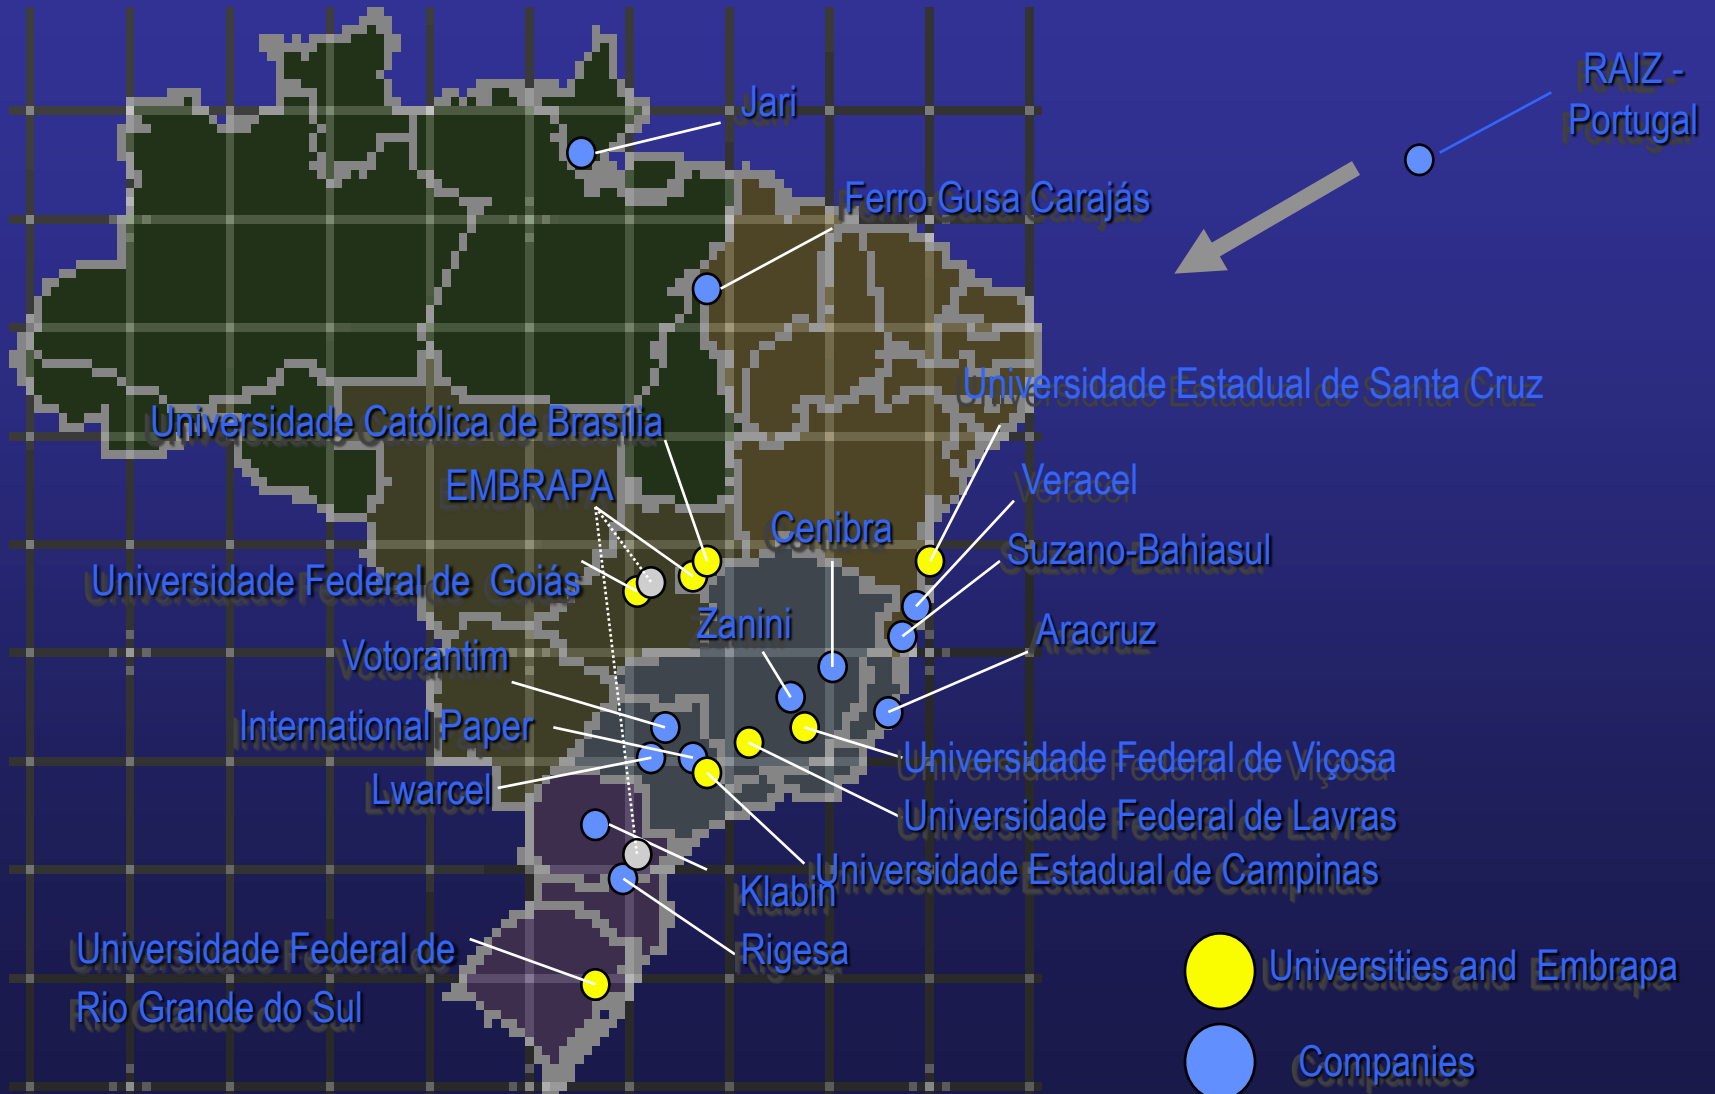 RAIZ -
Portugal
Jari
Ferro Gusa Carajás
Universidade Estadual de Santa Cruz
Universidade Católica de Brasília
EMBRAPA
Veracel
Cenibra
Suzano-Bahiasul
Universidade Federal de Goiás
Zanini
Aracruz
Votorantim
International Paper
Universidade Federal de Viçosa
Lwarcel
Universidade Federal de Lavras
Universidade Estadual de Campinas
Klabin
Universidade Federal de
Rio Grande do Sul
Rigesa
Universities and Embrapa
Companies